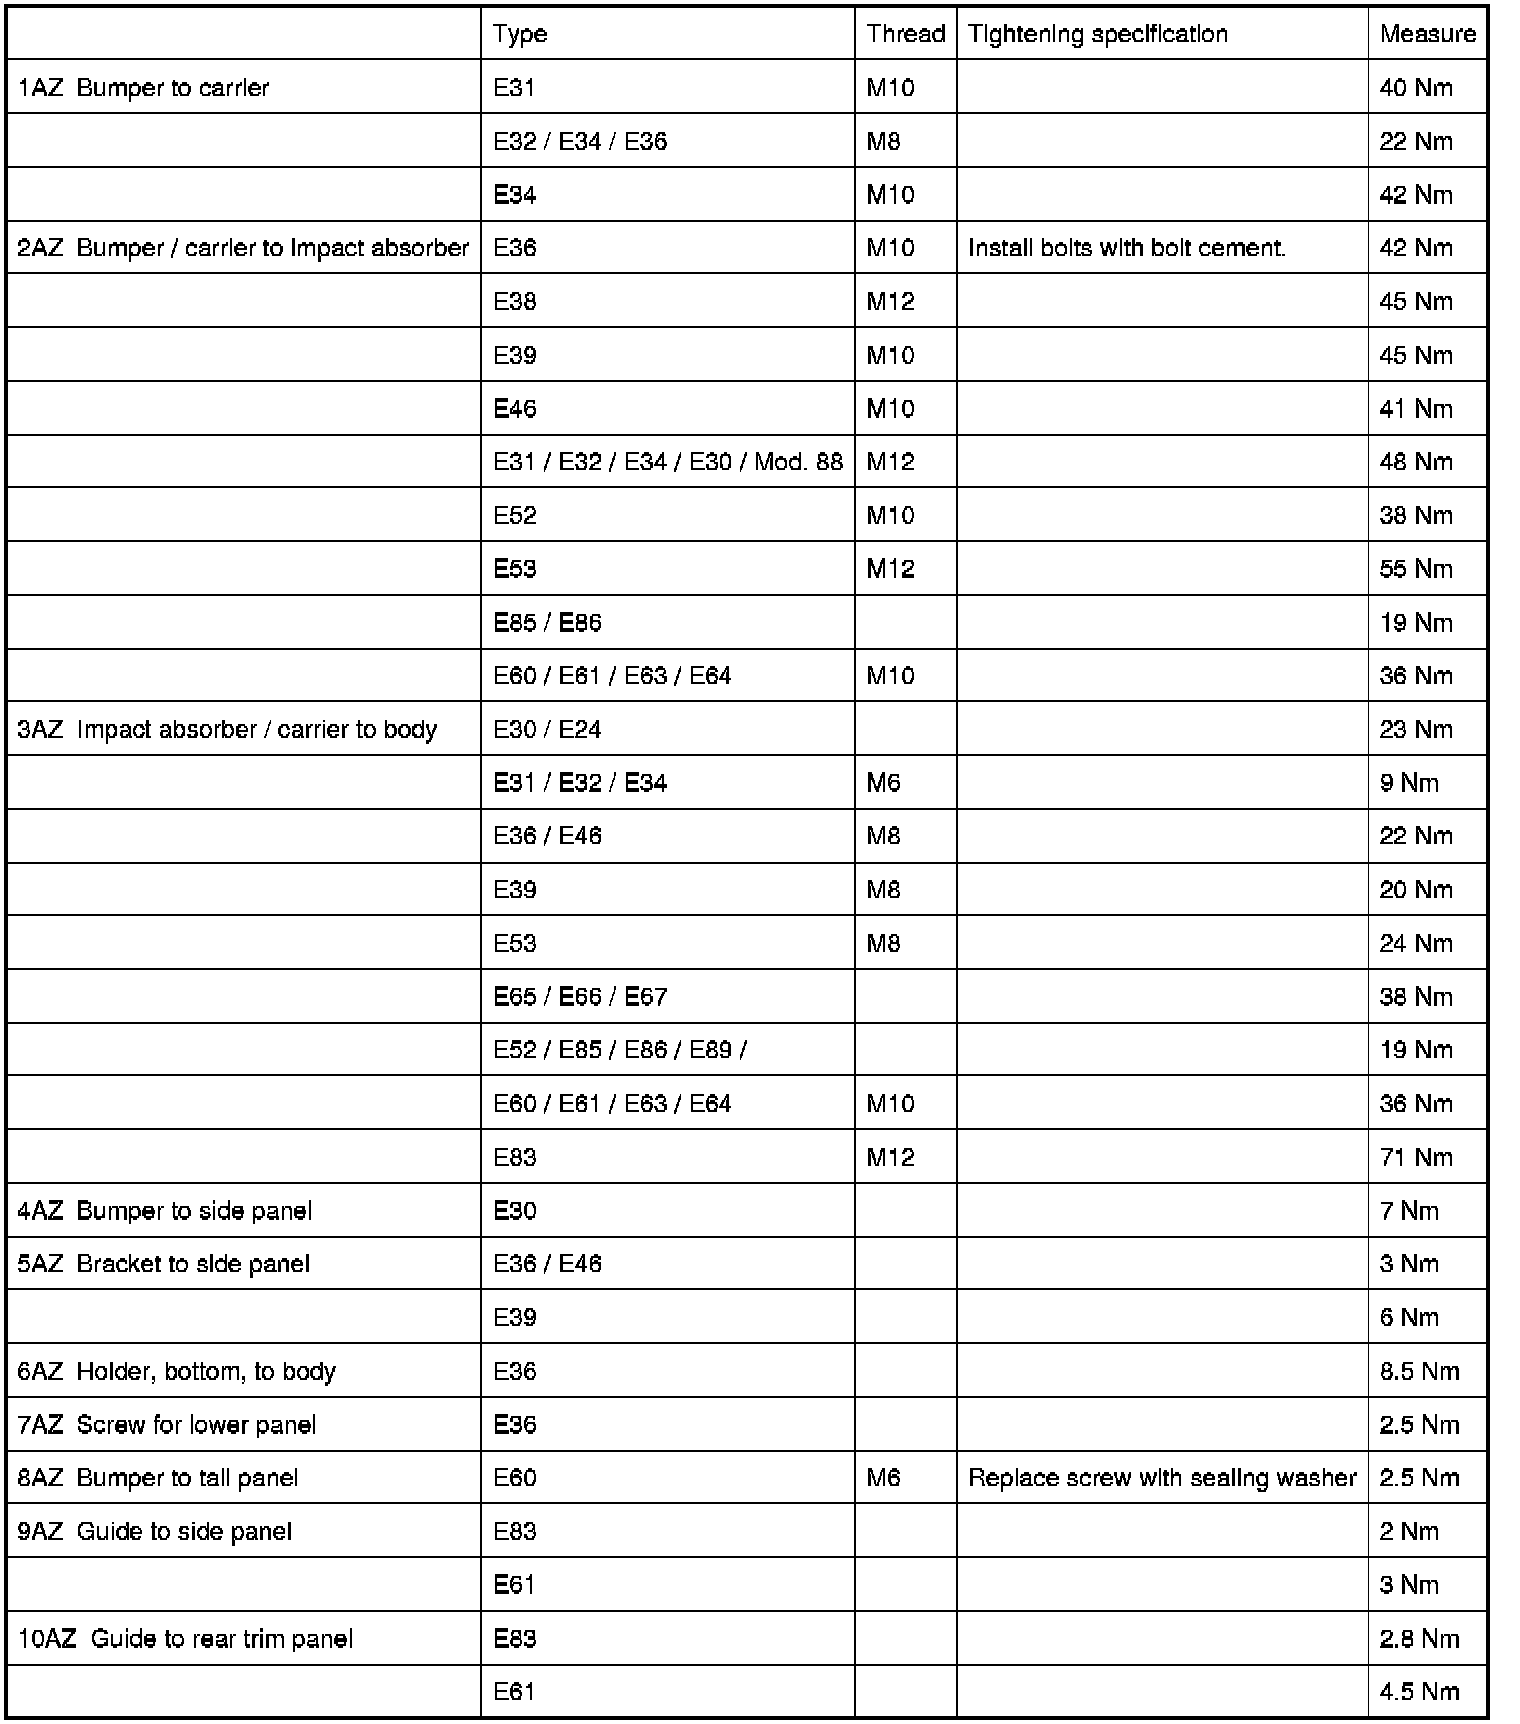 Type Thread Tightening specification Measure
1AZ Bumper to carrier E31 M10 40 Nm
E32 / E34 / E36 M8 22 Nm
E34 M10 42 Nm
2AZ Bumper / carrier to impact absorber E36 M10 Install bolts with bolt cement. 42 Nm
E38 M12 45 Nm
E39 M10 45 Nm
E46 M10 41 Nm
E31 / E32 / E34 / E30 / Mod. 88 M12 48 Nm
E52 M10 38 Nm
E53 M12 55 Nm
E85 / E86 19 Nm
E60 / E61 / E63 / E64 M10 36 Nm
3AZ Impact absorber / carrier to body E30 / E24 23 Nm
E31 / E32 / E34 M6 9 Nm
E36 / E46 M8 22 Nm
E39 M8 20 Nm
E53 M8 24 Nm
E65 / E66 / E67 38 Nm
E52 / E85 / E86 / E89 / 19 Nm
E60 / E61 / E63 / E64 M10 36 Nm
E83 M12 71 Nm
4AZ Bumper to side panel E30 7 Nm
5AZ Bracket to side panel E36 / E46 3 Nm
E39 6 Nm
6AZ Holder, bottom, to body E36 8.5 Nm
7AZ Screw for lower panel E36 2.5 Nm
8AZ Bumper to tail panel E60 M6 Replace screw with sealing washer 2.5 Nm
9AZ Guide to side panel E83 2 Nm
E61 3 Nm
10AZ Guide to rear trim panel E83 2.8 Nm
E61 4.5 Nm